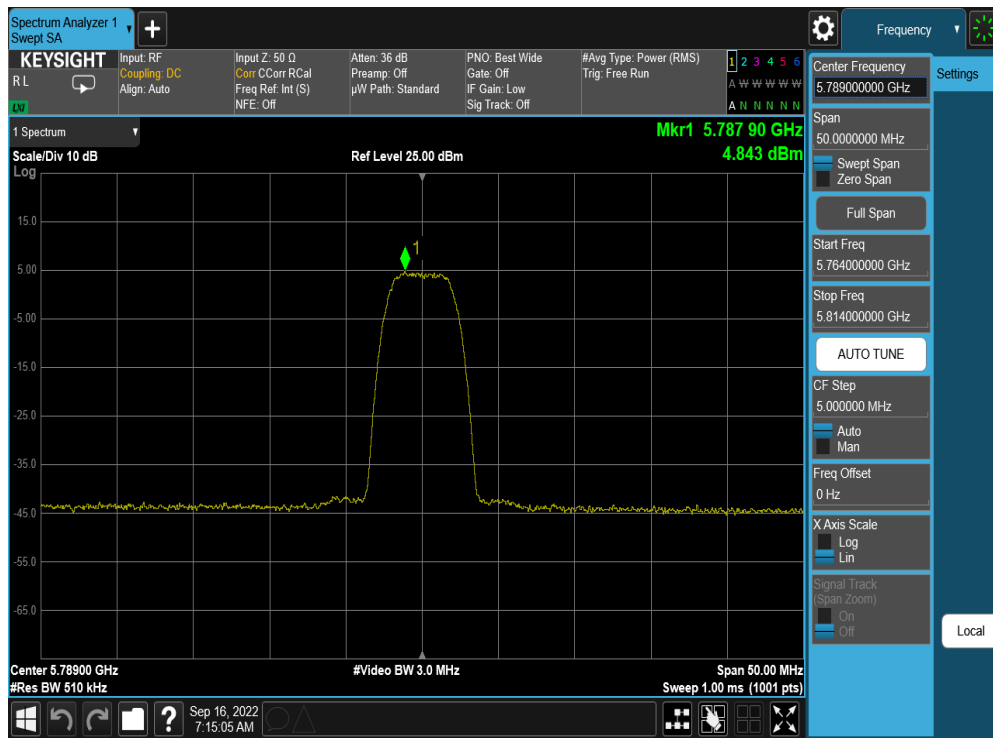 Spectrum Analyzer 1
Swept SA
Frequency
KEYSIGHT
R L
LXI
Input: RF
Coupling: DC
Align: Auto
Input Z: 50 Ω
Corr CCorr RCal
Freq Ref: Int (S)
NFE: Off
Atten: 36 dB
Preamp: Off
µW Path: Standard
PNO: Best Wide
Gate: Off
IF Gain: Low
Sig Track: Off
#Avg Type: Power (RMS)
Trig: Free Run
1 2 3 4 5 6
A W W W W W
A N N N N N
1 Spectrum
Scale/Div 10 dB
Log
Ref Level 25.00 dBm
Mkr1 5.787 90 GHz
4.843 dBm
15.0
5.00
-5.00
-15.0
-25.0
-35.0
-45.0
-55.0
-65.0
1
Center 5.78900 GHz
#Res BW 510 kHz
#Video BW 3.0 MHz
Span 50.00 MHz
Sweep 1.00 ms (1001 pts)
Center Frequency
5.789000000 GHz
Span
50.0000000 MHz
Swept Span
Zero Span
Full Span
Start Freq
5.764000000 GHz
Stop Freq
5.814000000 GHz
AUTO TUNE
CF Step
5.000000 MHz
Auto
Man
Freq Offset
0 Hz
X Axis Scale
Log
Lin
Signal Track
(Span Zoom)
On
Off
Settings
Local
?
Sep 16, 2022
7:15:05 AM